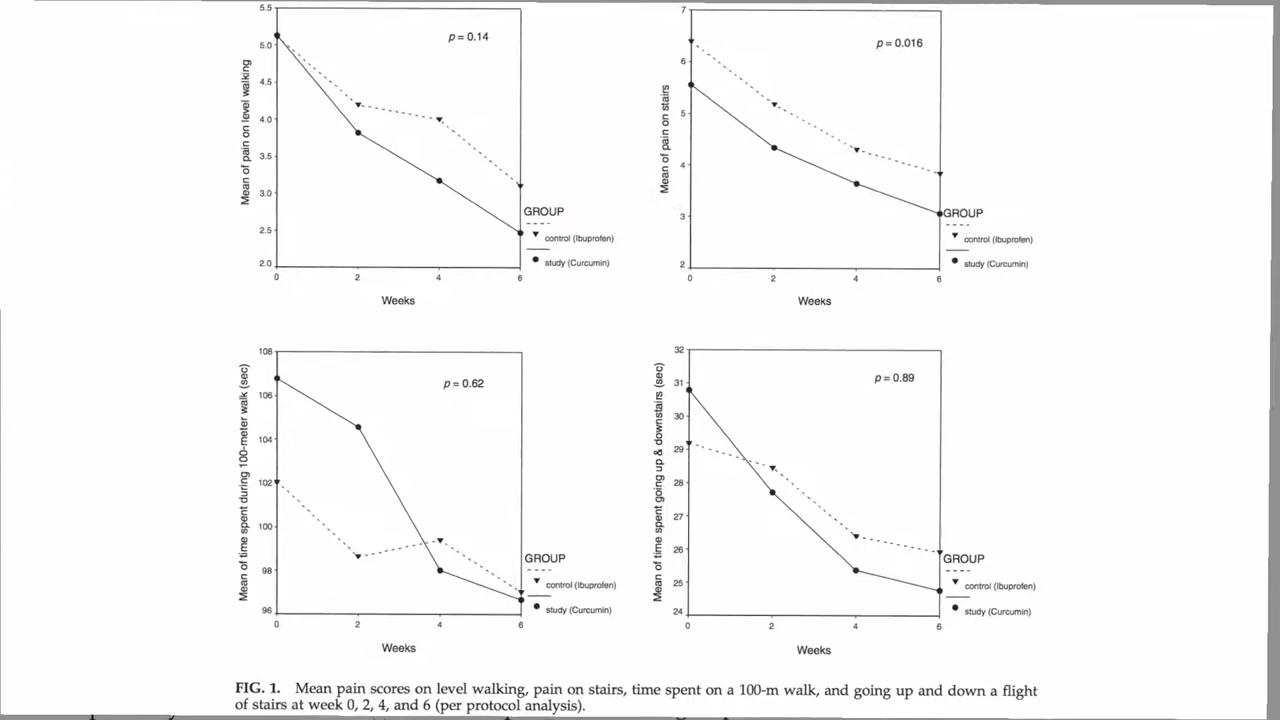 5.5
5.0
4.5
4.0
3.5
3.0
2.5
2.0
0
2
4
6
Mean of pain on level walking
Weeks
p = 0.14
GROUP
control (Ibuprofen)
study (Curcumin)
7
6
5
4
3
2
0
2
4
6
Mean of pain on stairs
Weeks
p = 0.016
GROUP
control (Ibuprofen)
study (Curcumin)
108
106
104
102
100
98
96
0
2
4
6
Mean of time spent during 100-meter walk (sec)
Weeks
p = 0.62
GROUP
control (Ibuprofen)
study (Curcumin)
32
31
30
29
28
27
26
25
24
0
2
4
6
Mean of time spent going up & downstairs (sec)
Weeks
p = 0.89
GROUP
control (Ibuprofen)
study (Curcumin)
FIG. 1. Mean pain scores on level walking, pain on stairs, time spent on a 100-m walk, and going up and down a flight
of stairs at week 0, 2, 4, and 6 (per protocol analysis).